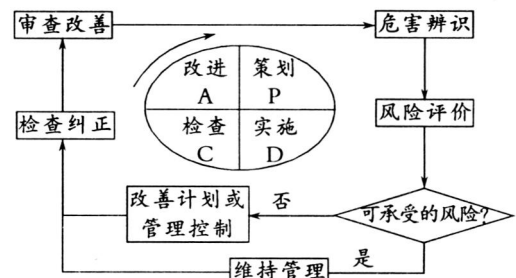 审查改善
危害辨识
改进
A
策划
P
检查纠正
风险评价
检查
C
实施
D
改善计划或
管理控制
否
可承受的风险?
是
维持管理